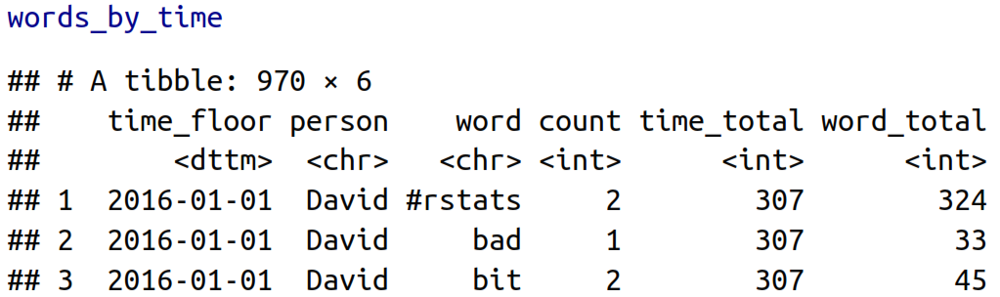 words_by_time
## # A tibble: 970 × 6
##    time_floor person    word count time_total word_total
##        <dttm>  <chr>   <chr> <int>      <int>      <int>
## 1  2016-01-01  David #rstats     2        307        324
## 2  2016-01-01  David     bad     1        307         33
## 3  2016-01-01  David     bit     2        307         45